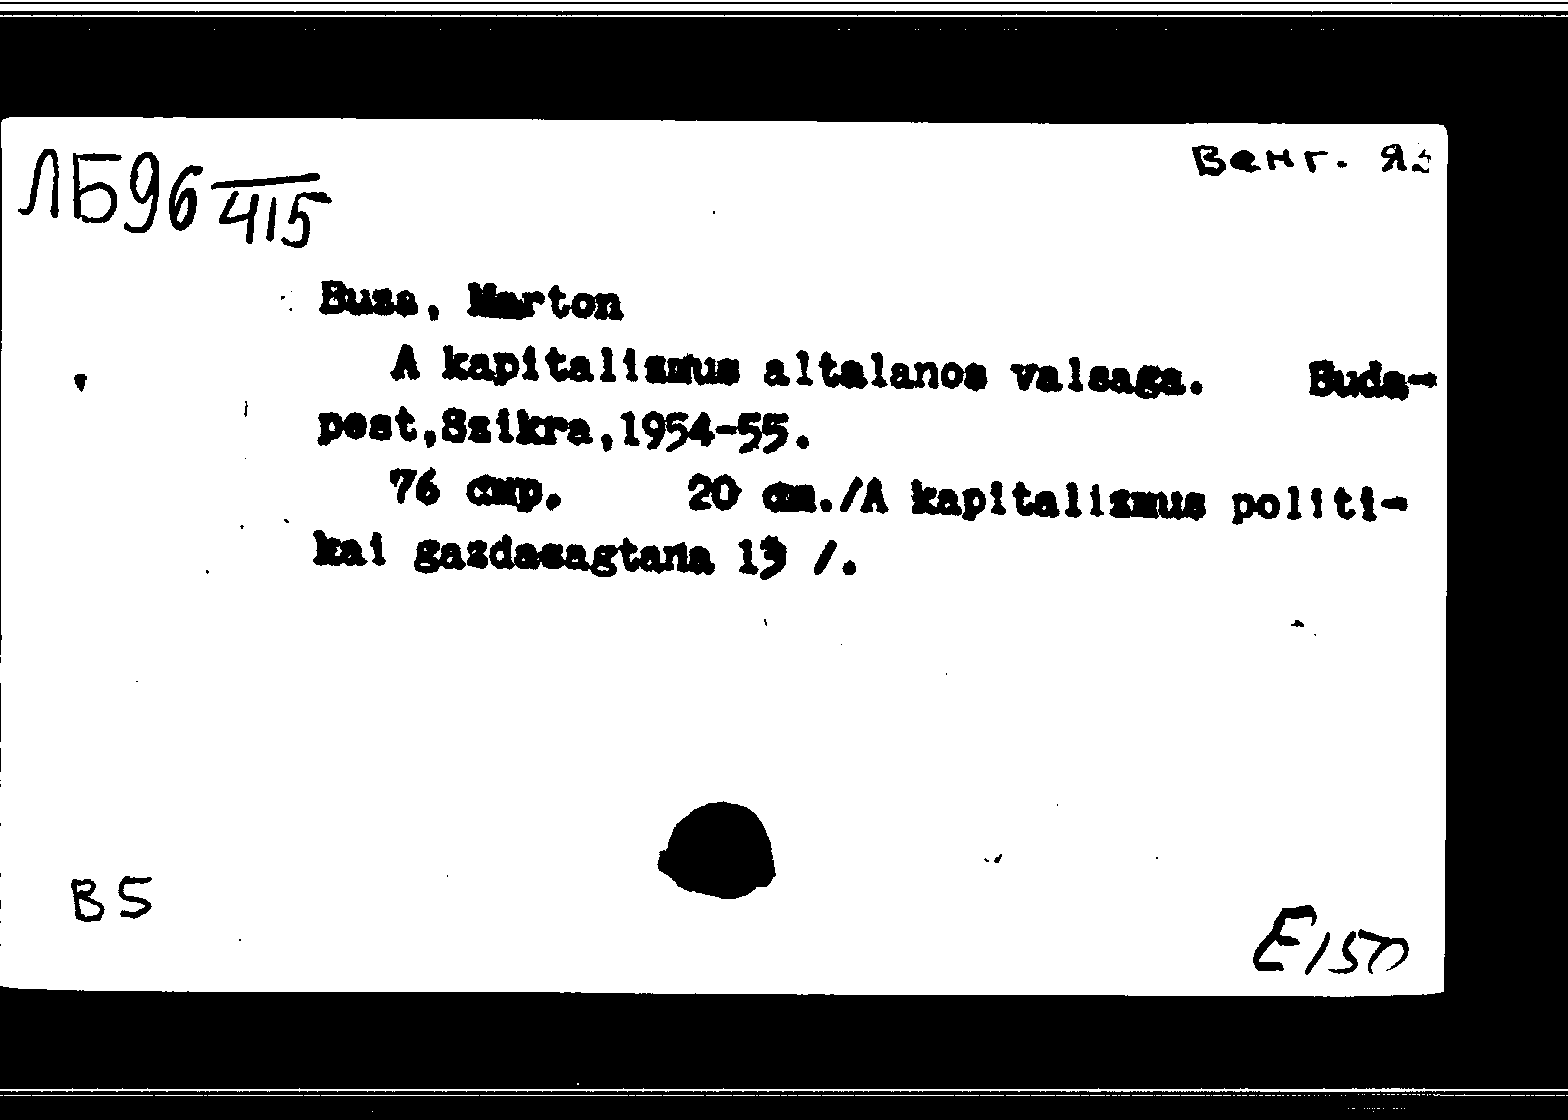 ЛБ96/415
Венг. яз
Buza, Marton
A kapitalizmus altalanos valsaga. Buda-
pest,Szikra,1954-55.
76 стр. 20 см./A kapitalizmus politi-
kai gazdasagtana 13 /.
B5
E150